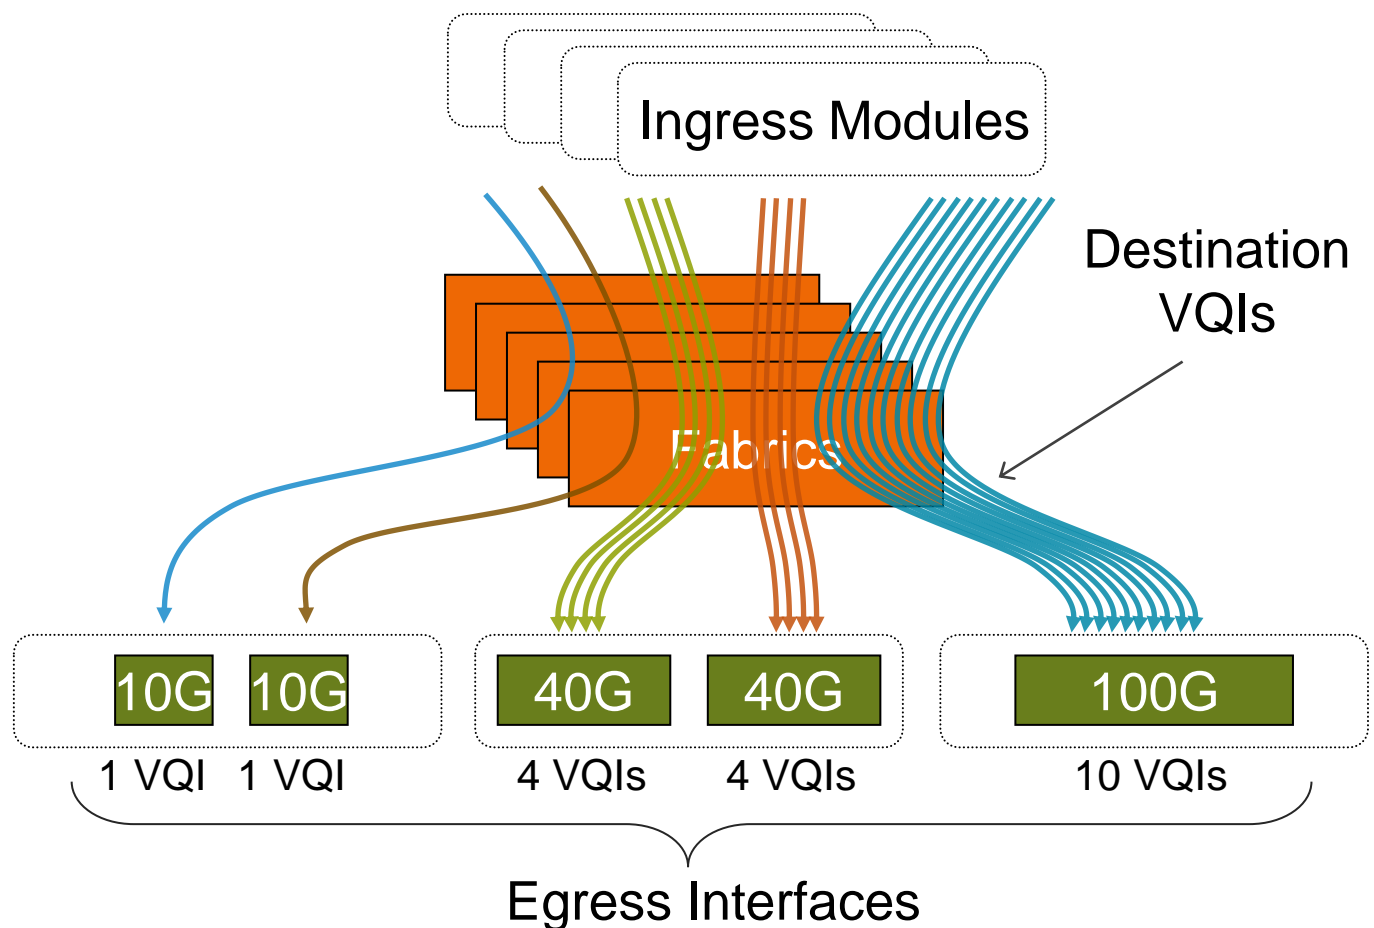 Ingress Modules
Destination
VQIs
Fabrics
10G 10G 40G 40G 100G
1 VQI 1 VQI 4 VQIs 4 VQIs 10 VQIs
Egress Interfaces